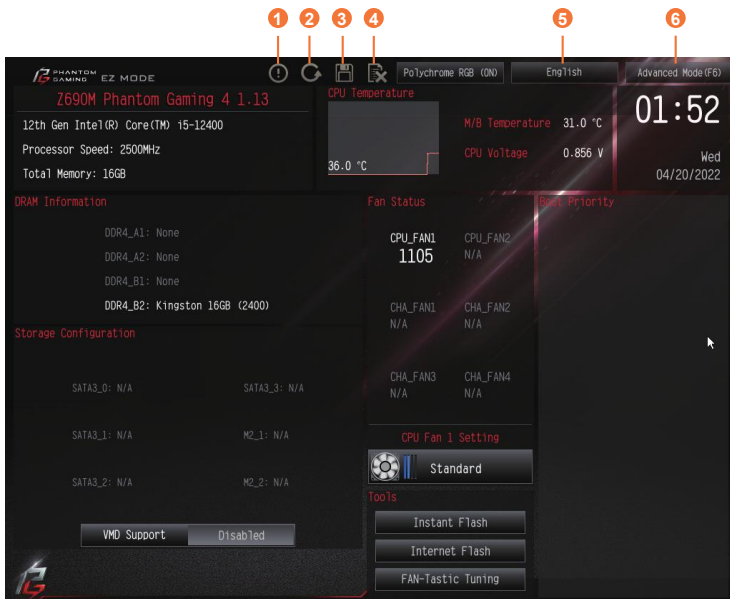 1 2 3 4 5 6
PHANTOM GAMING EZ MODE
Polychrome RGB (ON)
English
Advanced Mode(F6)
Z690M Phantom Gaming 4 1.13
12th Gen Intel(R) Core(TM) i5-12400
Processor Speed: 2500MHz
Total Memory: 16GB
CPU Temperature
36.0 °C
M/B Temperature 31.0 °C
CPU Voltage 0.856 V
01:52
Wed
04/20/2022
DRAM Information
DDR4_A1: None
DDR4_A2: None
DDR4_B1: None
DDR4_B2: Kingston 16GB (2400)
Storage Configuration
SATA3_0: N/A SATA3_3: N/A
SATA3_1: N/A M2_1: N/A
SATA3_2: N/A M2_2: N/A
VMD Support Disabled
Fan Status
CPU_FAN1 CPU_FAN2
1105 N/A
CHA_FAN1 CHA_FAN2
N/A N/A
CHA_FAN3 CHA_FAN4
N/A N/A
CPU Fan 1 Setting
Standard
Tools
Instant Flash
Internet Flash
FAN-Tastic Tuning
Boot Priority